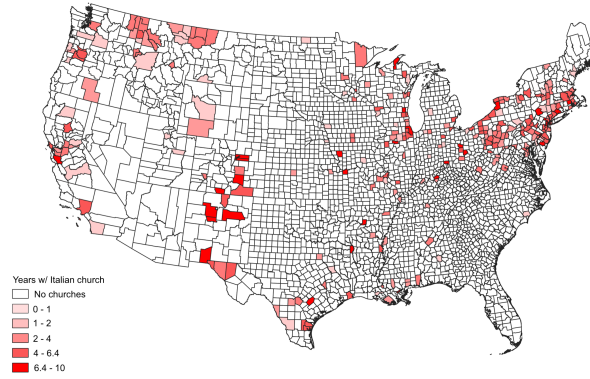 Years w/ Italian church
No churches
0 - 1
1 - 2
2 - 4
4 - 6.4
6.4 - 10